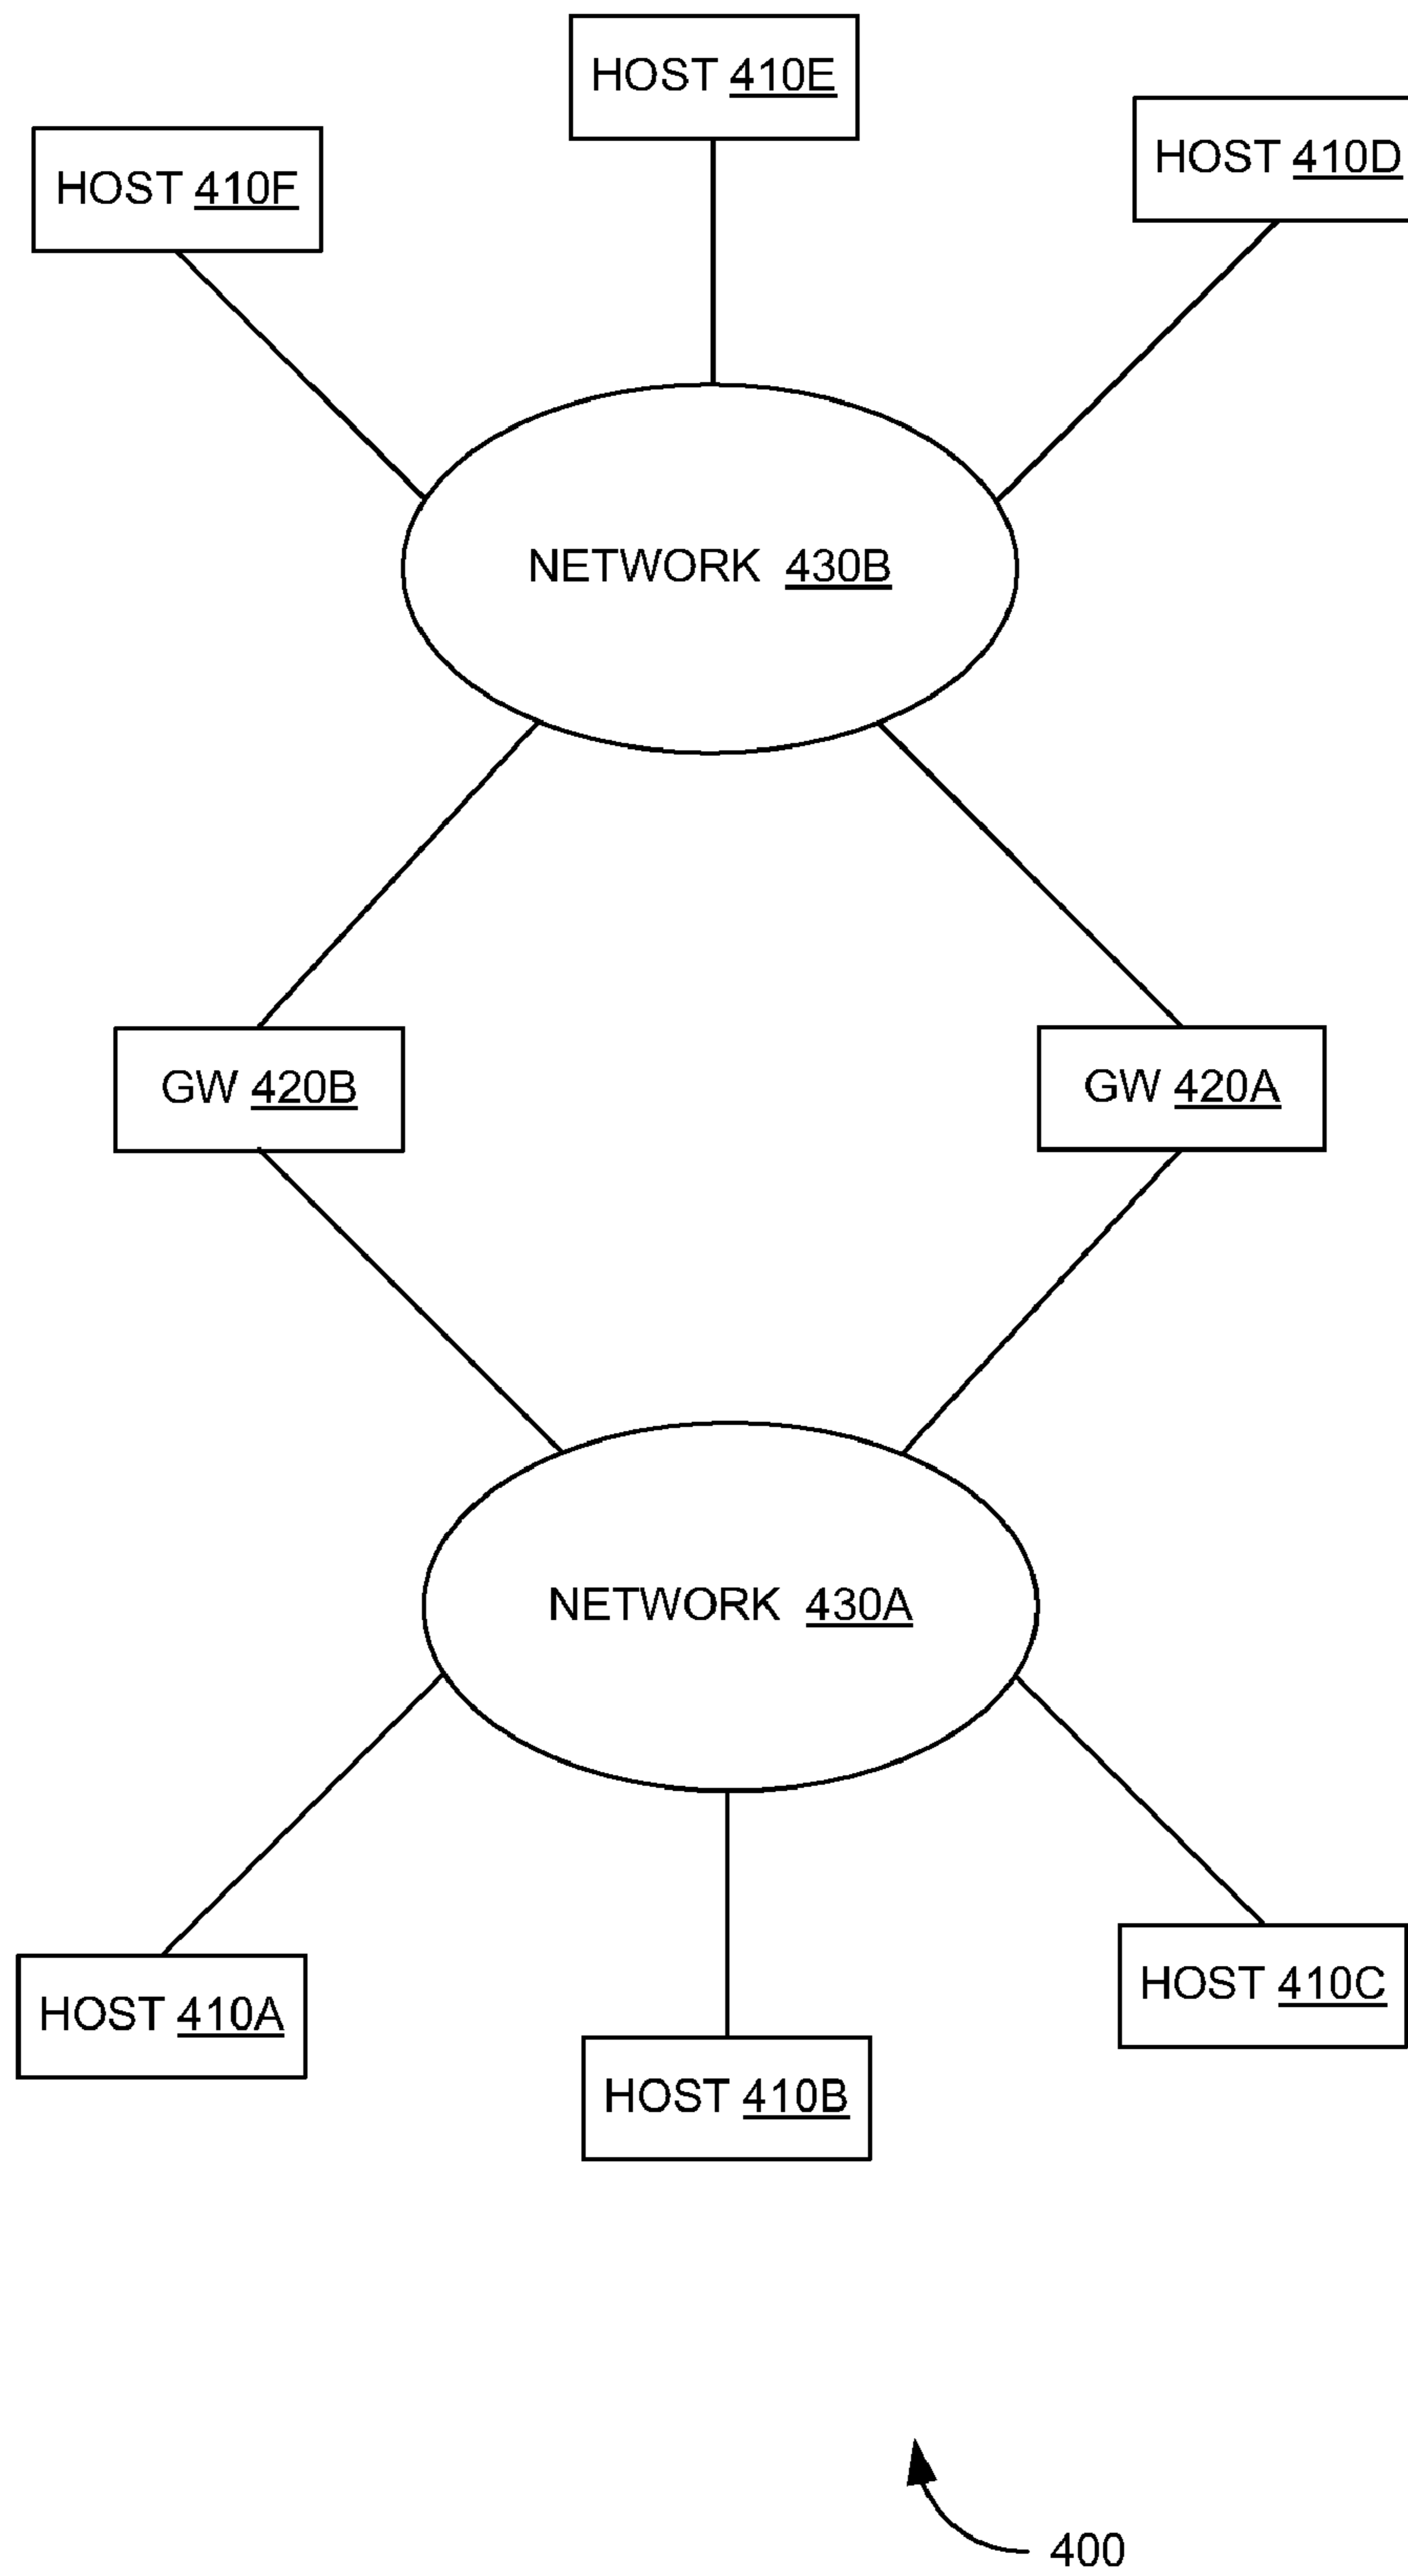 HOST 410E
HOST 410D
HOST 410F
NETWORK 430B
GW 420B
GW 420A
NETWORK 430A
HOST 410C
HOST 410A
HOST 410B
400